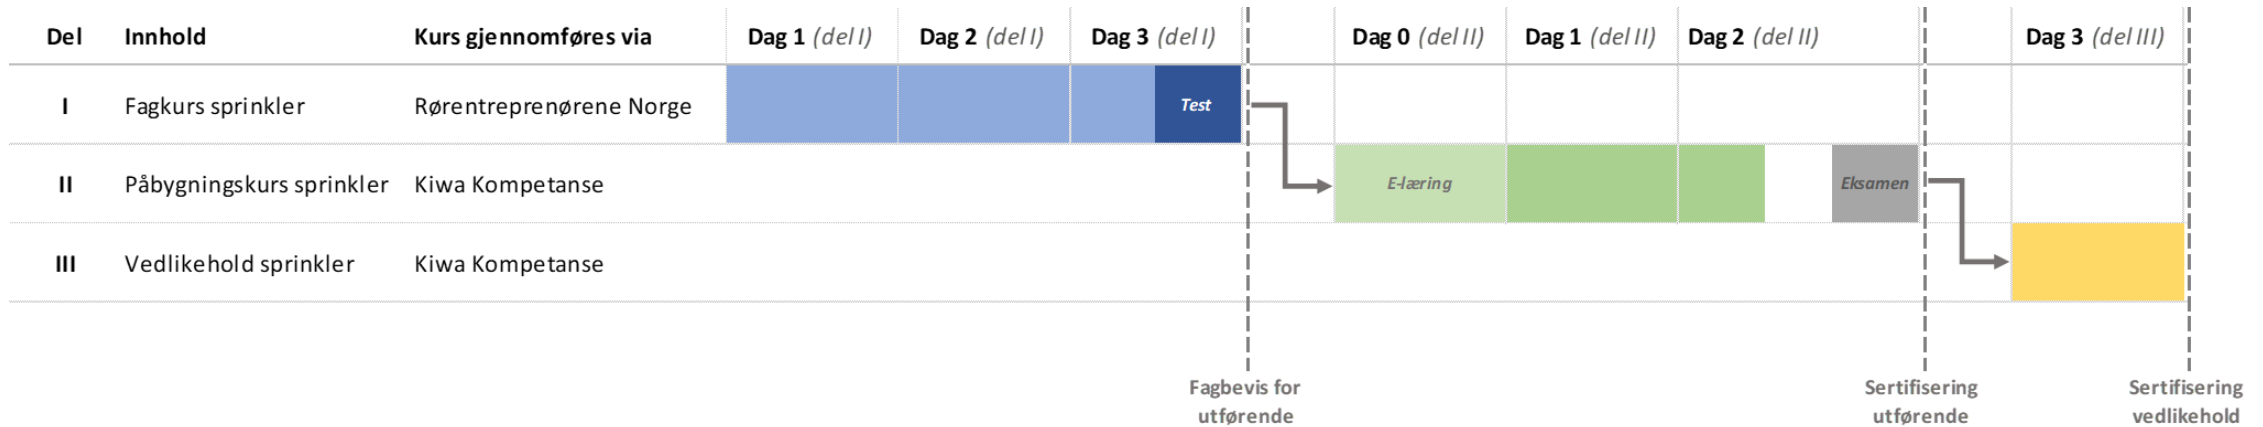 Del Innhold Kurs gjennomføres via Dag 1 (del I) Dag 2 (del I) Dag 3 (del I) Dag 0 (del II) Dag 1 (del II) Dag 2 (del II) Dag 3 (del III)
I Fagkurs sprinkler Rørentreprenørene Norge Test
II Påbygningskurs sprinkler Kiwa Kompetanse E-læring Eksamen
III Vedlikehold sprinkler Kiwa Kompetanse
Fagbevis for
utførende
Sertifisering
utførende
Sertifisering
vedlikehold